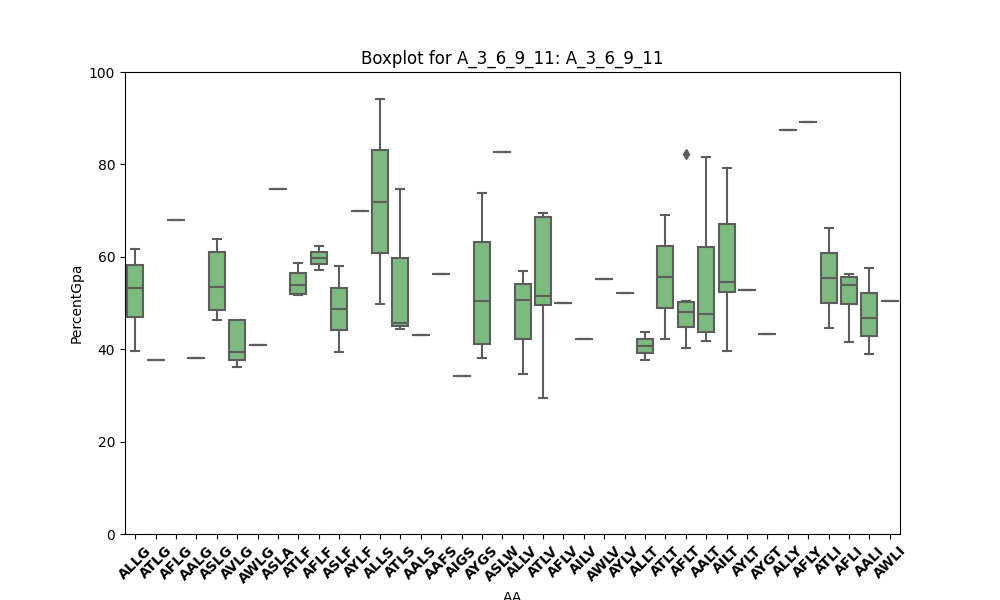 Boxplot for A_3_6_9_11: A_3_6_9_11
100
80
60
40
20
0
PercentGpa
ALLG ATLG AFLG AALG ASLG AVLG AWLG ASLA ATLF AFLF ASLF AYLF ALLS ATLS AALS AAFS AIGS AYGS ASLW ALLV ATLV AFLV AILV AWLV AYLV ALLT ATLT AFLT AALT AILT AYLT AYGT ALLY AFLY ATLI AFLI AALI AWLI
AA